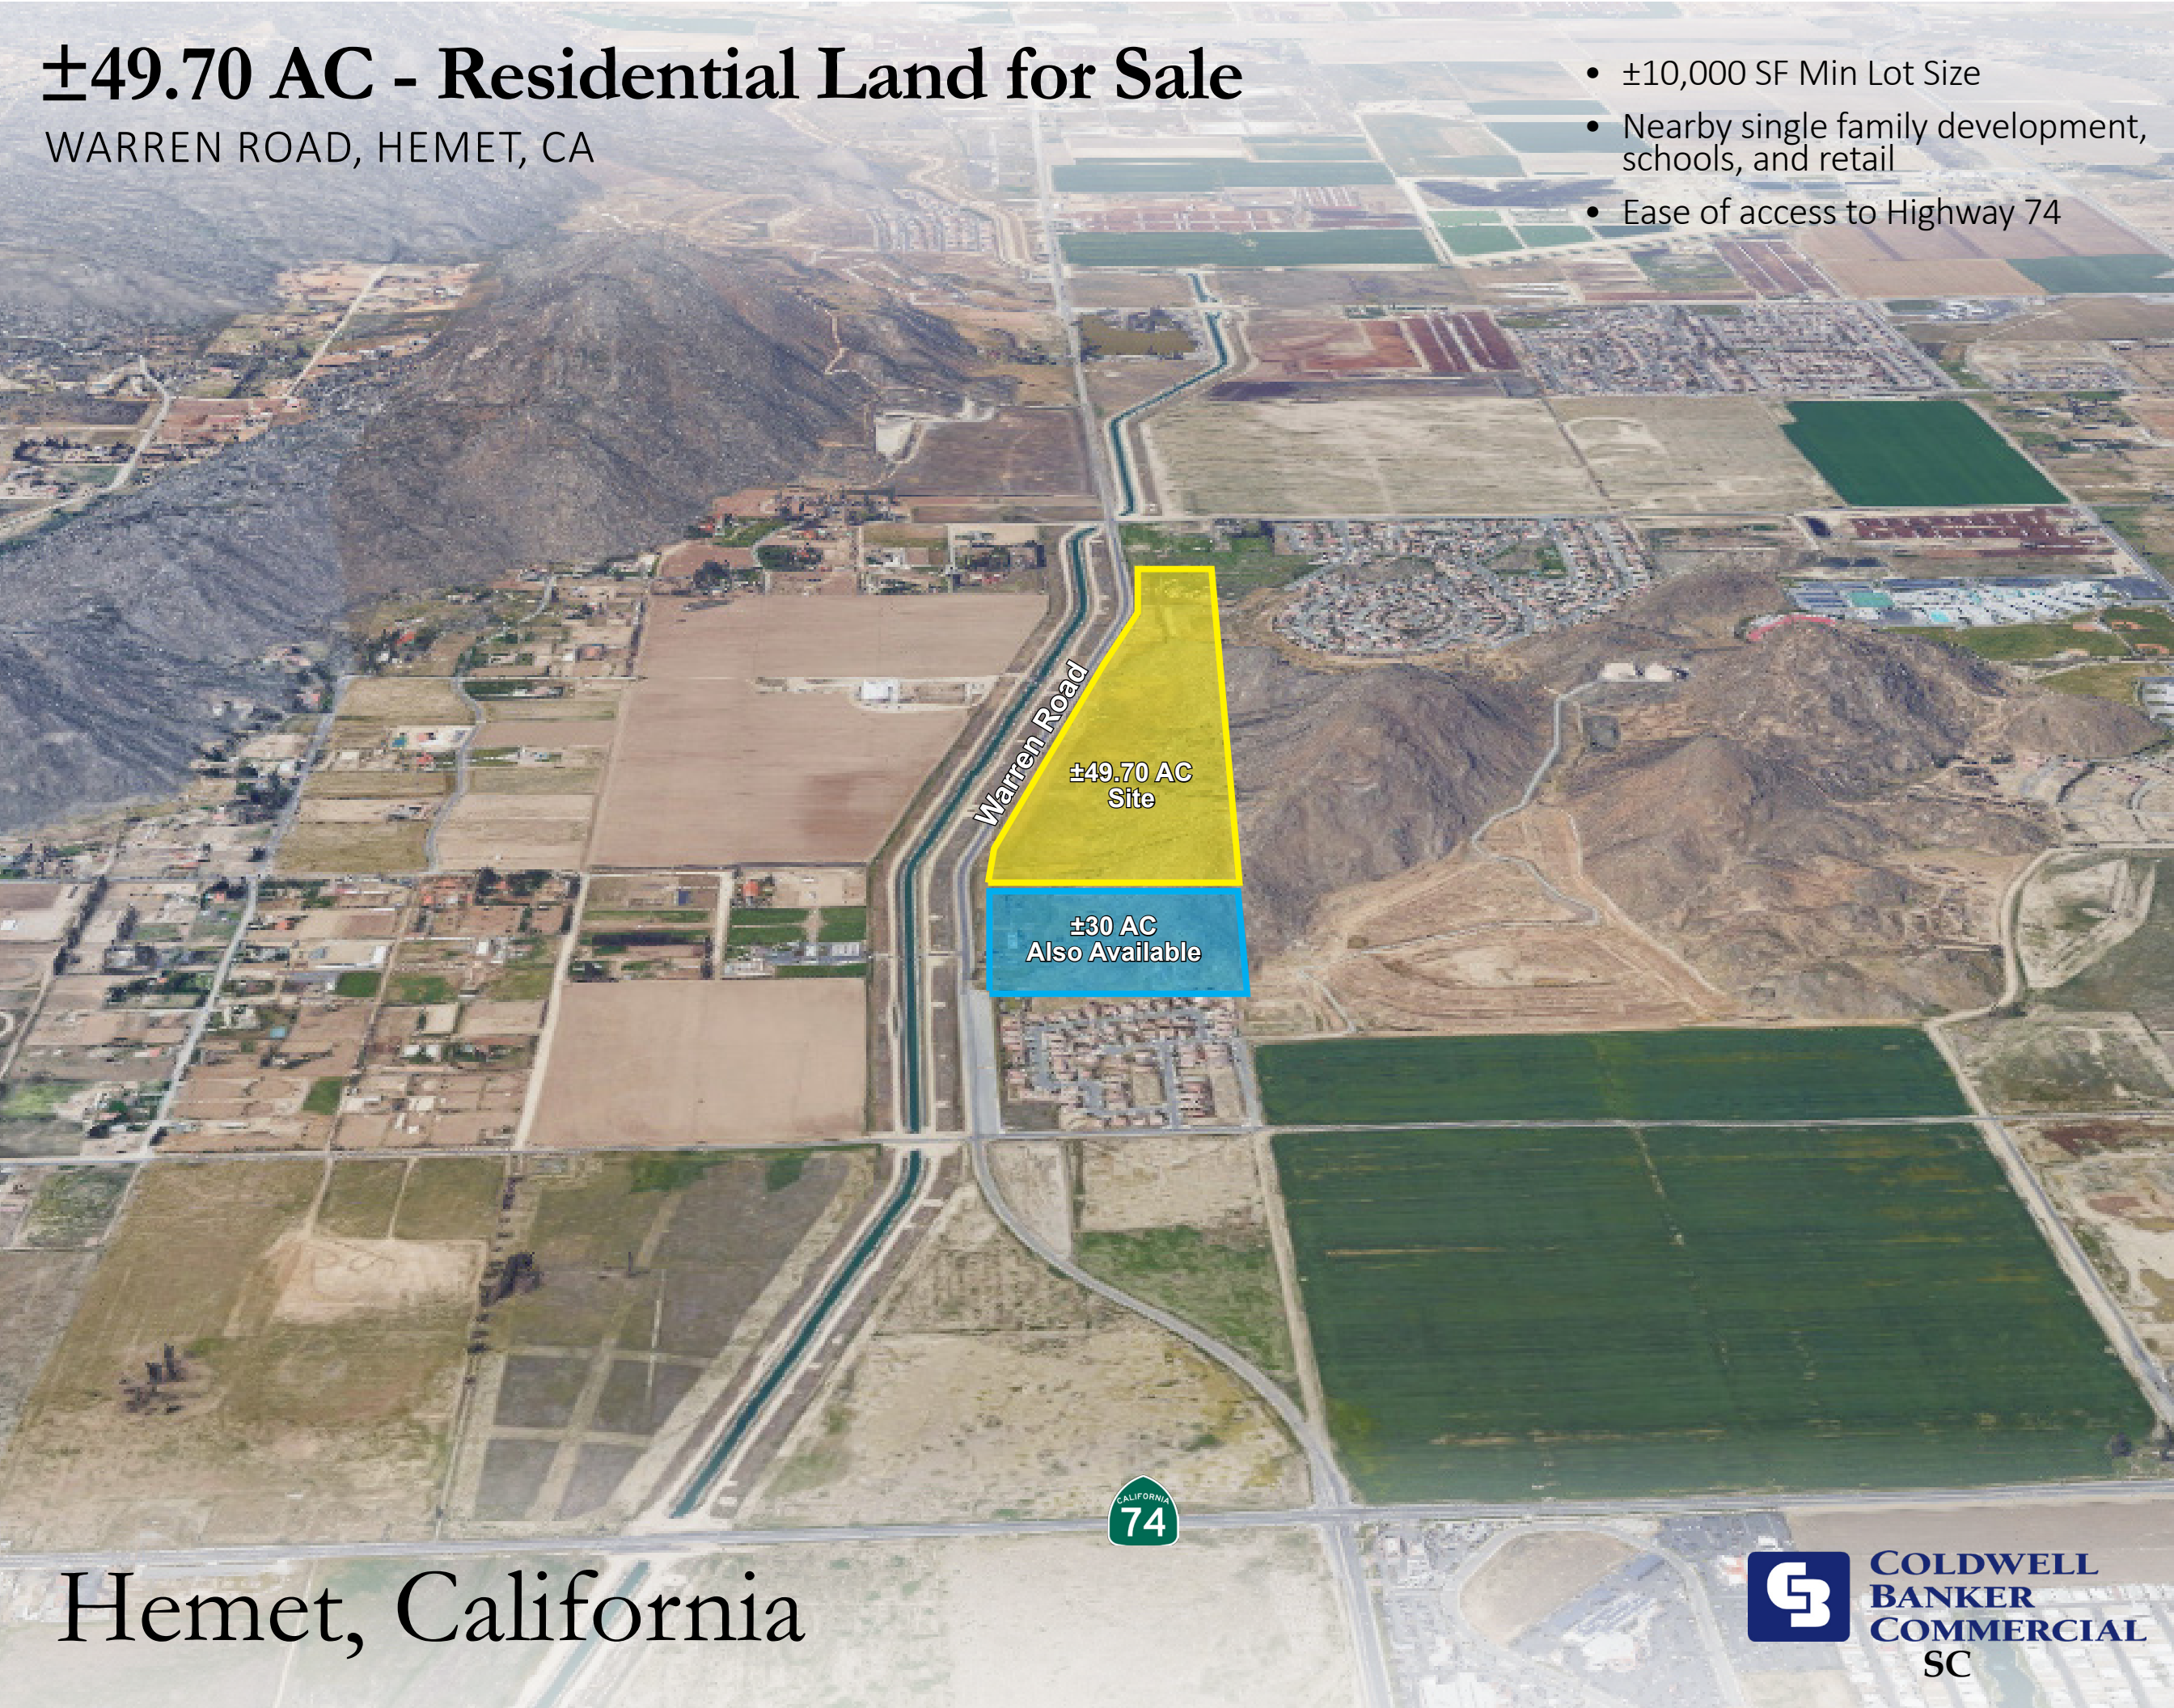 ±49.70 AC - Residential Land for Sale
WARREN ROAD, HEMET, CA
• ±10,000 SF Min Lot Size
• Nearby single family development,
schools, and retail
• Ease of access to Highway 74
Warren Road
±49.70 AC
Site
±30 AC
Also Available
CALIFORNIA
74
Hemet, California
CB
COLDWELL
BANKER
COMMERCIAL
SC